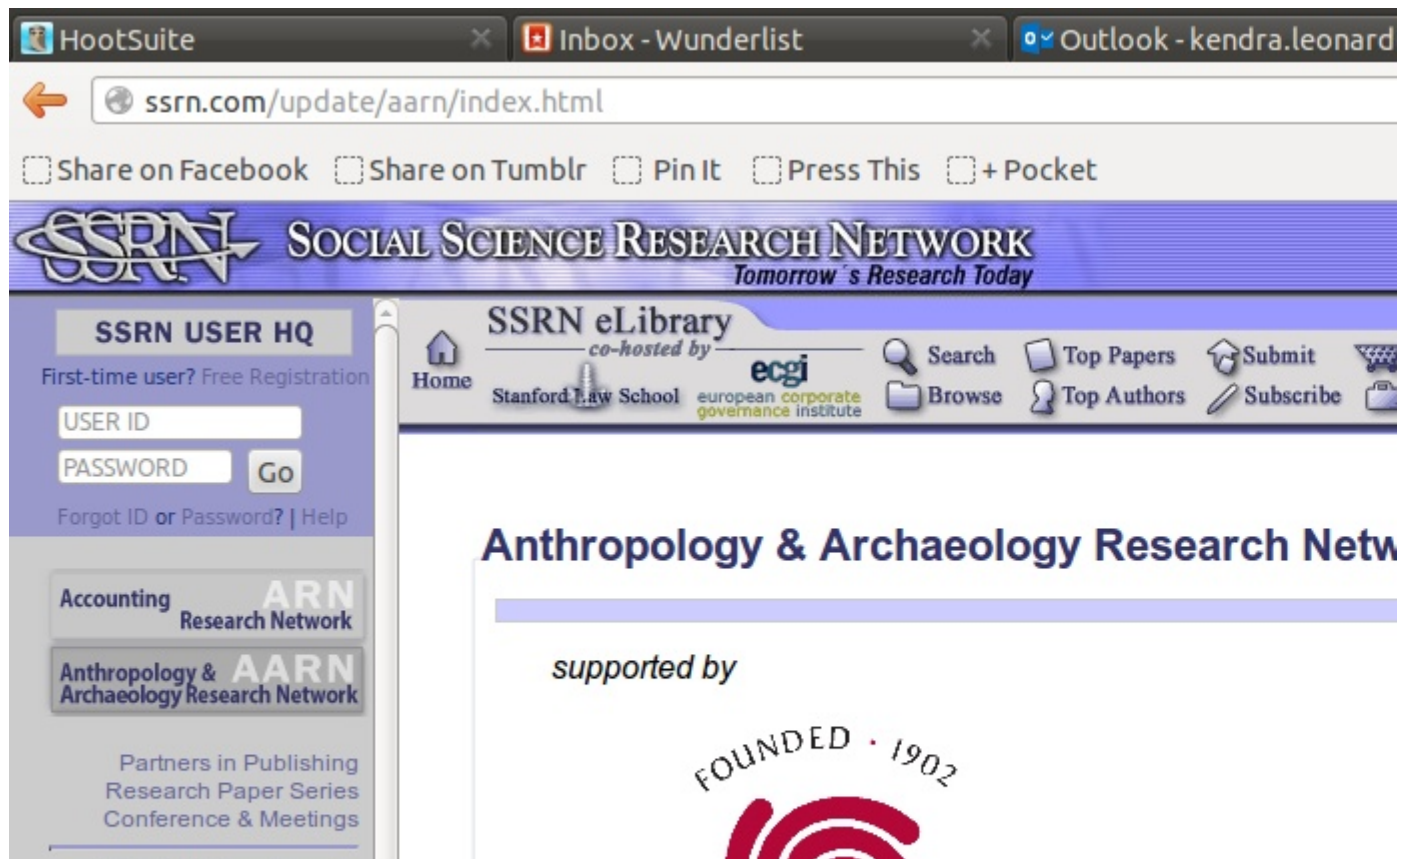 HootSuite
Inbox - Wunderlist
Outlook - kendra.leonard
ssrn.com/update/aarn/index.html
Share on Facebook Share on Tumblr Pin It Press This + Pocket
SSRN SOCIAL SCIENCE RESEARCH NETWORK
Tomorrow´s Research Today
SSRN USER HQ
First-time user? Free Registration
USER ID
PASSWORD Go
Forgot ID or Password? | Help
Home
SSRN eLibrary
co-hosted by
Stanford Law School
ecgi
european corporate
governance institute
Search
Browse
Top Papers
Top Authors
Submit
Subscribe
Accounting ARN
Research Network
Anthropology & AARN
Archaeology Research Network
Partners in Publishing
Research Paper Series
Conference & Meetings
Anthropology & Archaeology Research Netw
supported by
FOUNDED · 1902